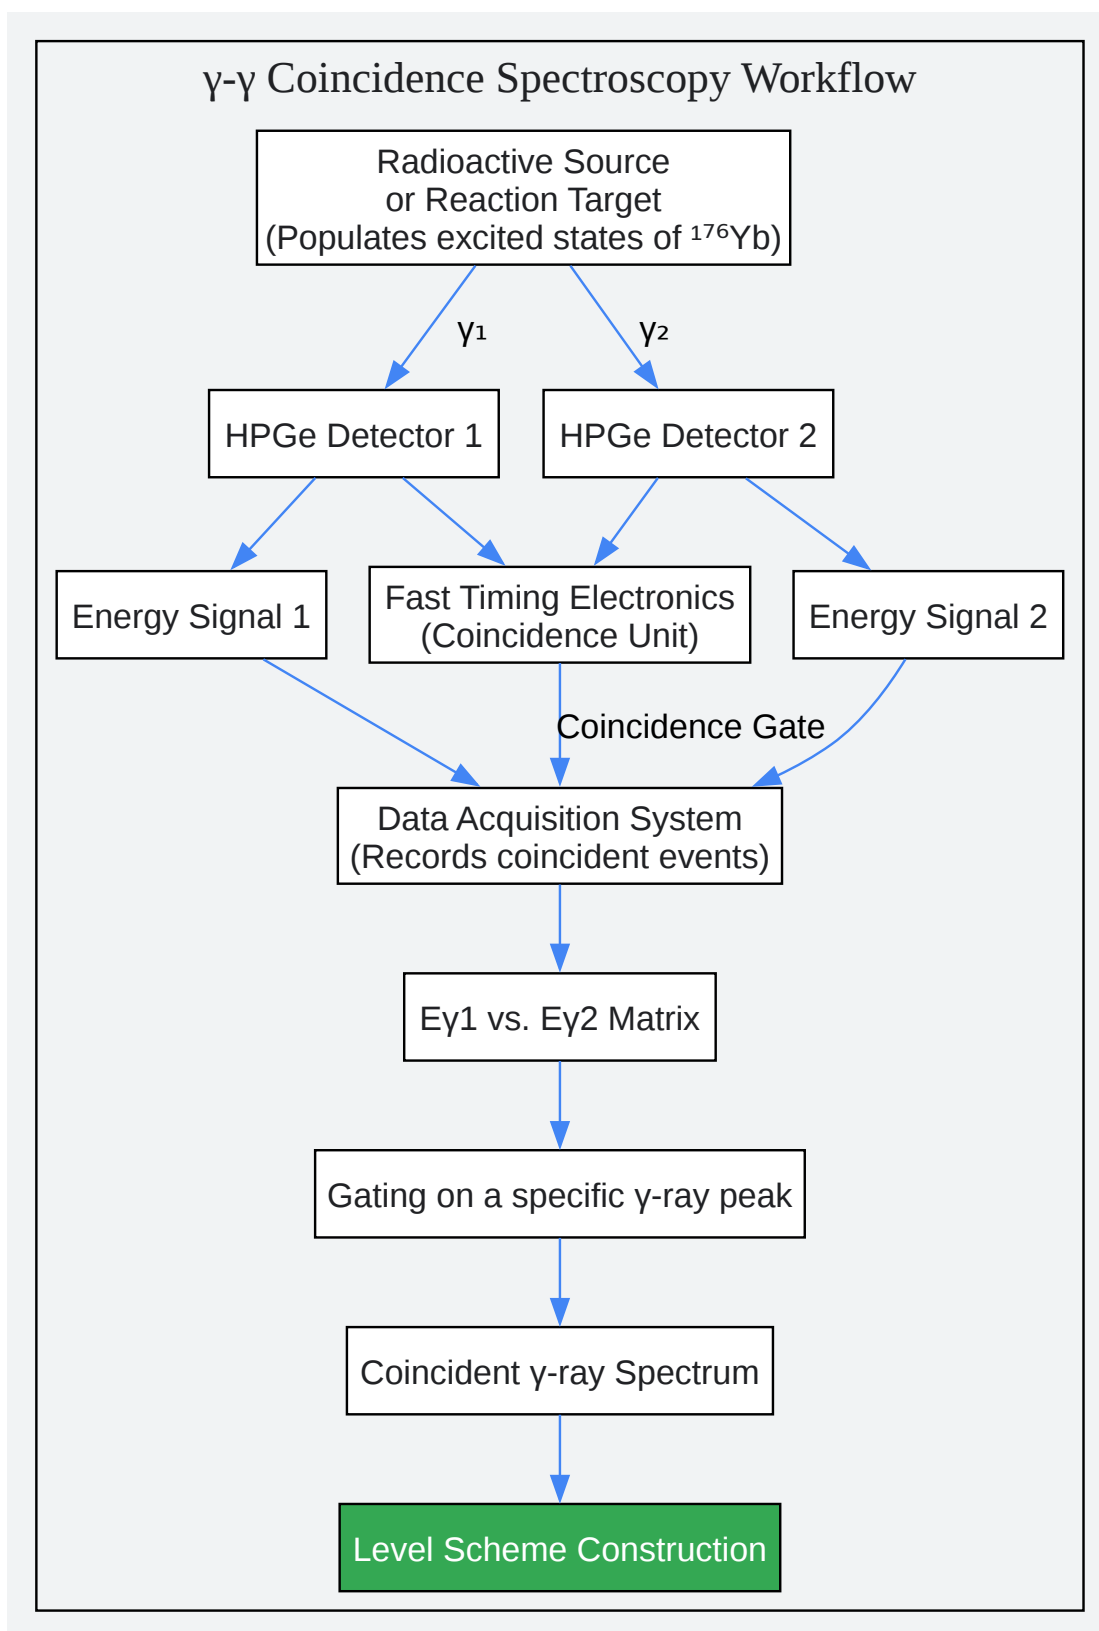 γ-γ Coincidence Spectroscopy Workflow
Radioactive Source
or Reaction Target
(Populates excited states of ¹⁷⁶Yb)
γ₁
γ₂
HPGe Detector 1
HPGe Detector 2
Energy Signal 1
Fast Timing Electronics
(Coincidence Unit)
Energy Signal 2
Coincidence Gate
Data Acquisition System
(Records coincident events)
Eγ1 vs. Eγ2 Matrix
Gating on a specific γ-ray peak
Coincident γ-ray Spectrum
Level Scheme Construction